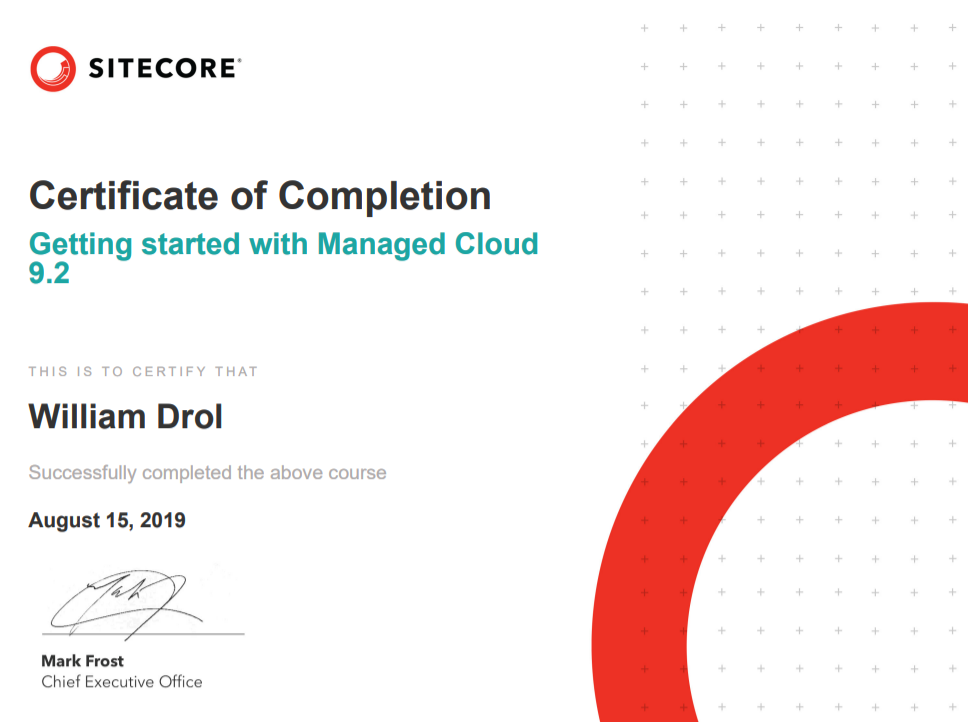 SITECORE®
Certificate of Completion
Getting started with Managed Cloud
9.2
THIS IS TO CERTIFY THAT
William Drol
Successfully completed the above course
August 15, 2019
Mark Frost
Chief Executive Office